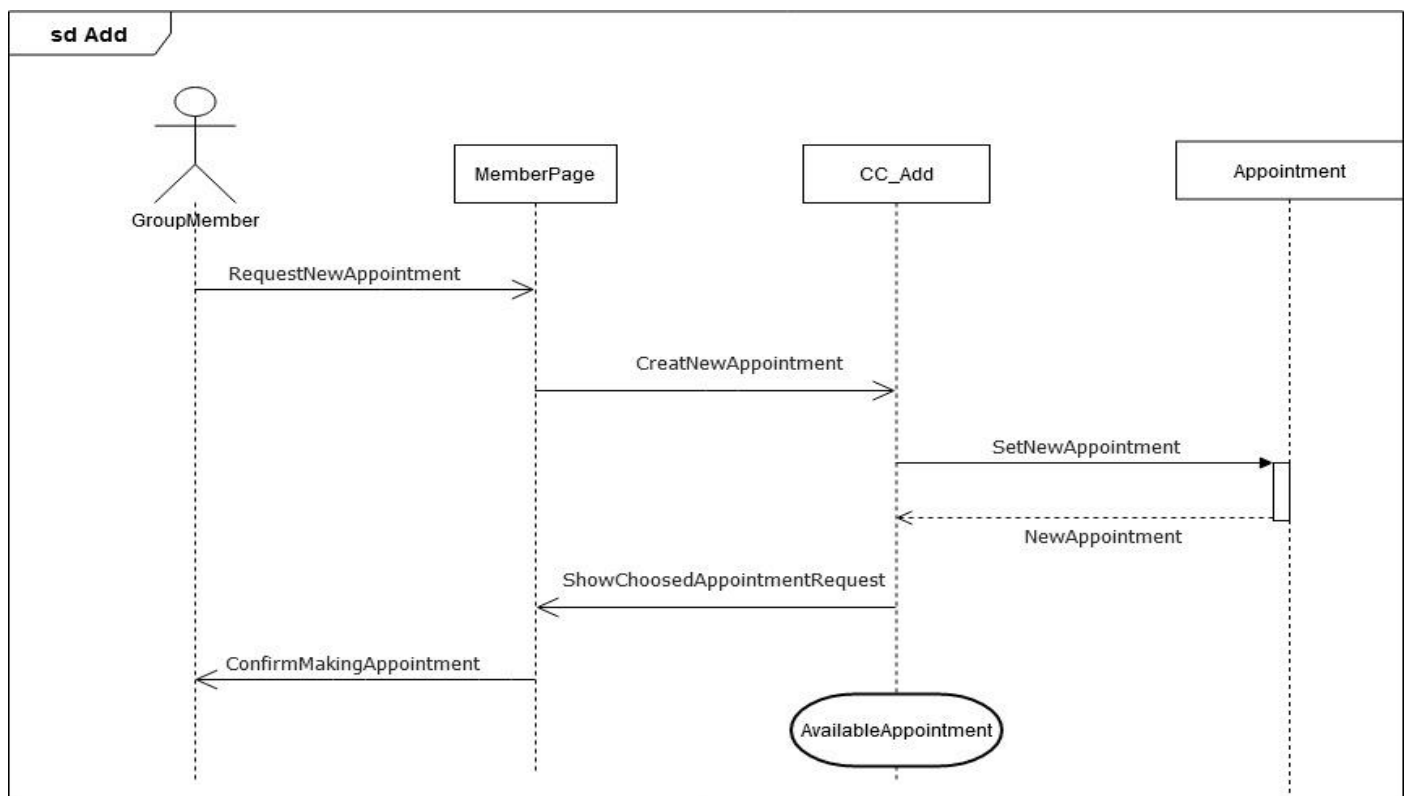 sd Add
GroupMember
MemberPage
CC_Add
Appointment
RequestNewAppointment
CreatNewAppointment
SetNewAppointment
NewAppointment
ShowChoosedAppointmentRequest
ConfirmMakingAppointment
AvailableAppointment